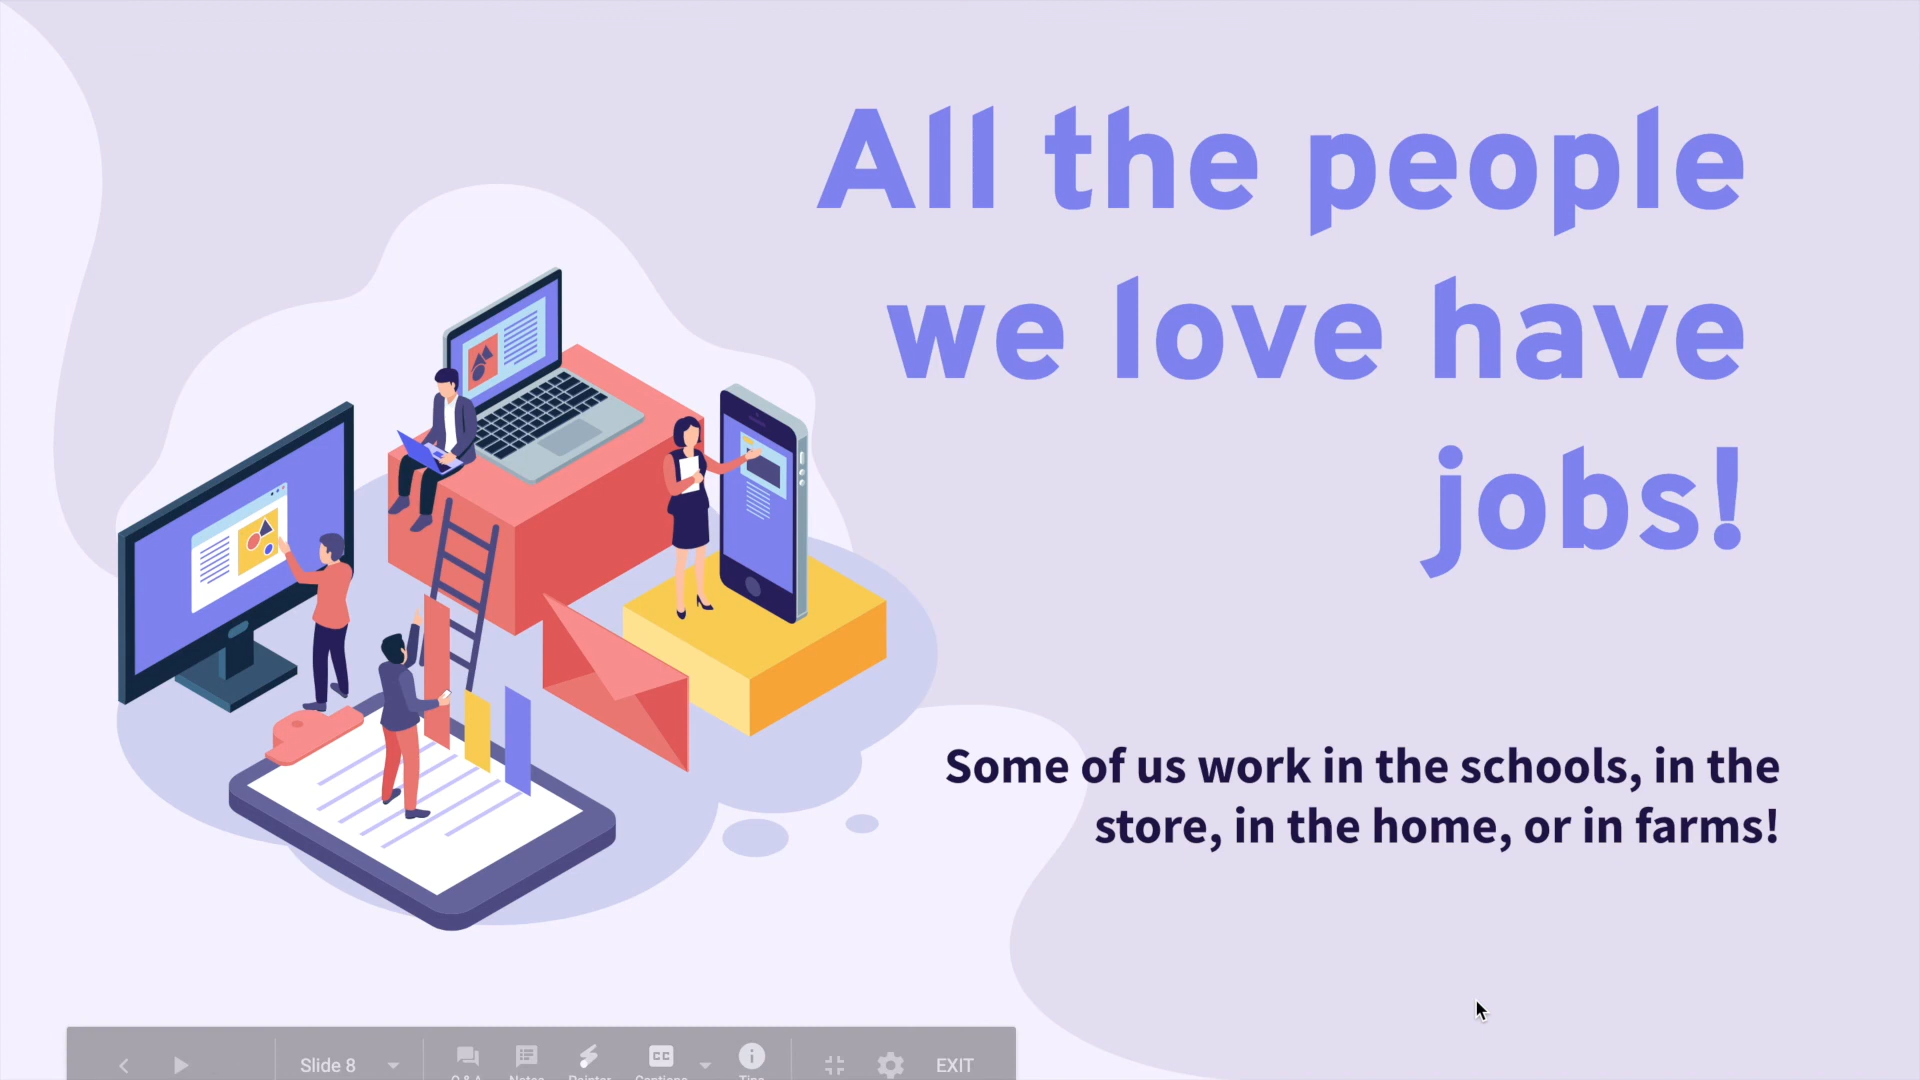 All the people
we love have
jobs!
Some of us work in the schools, in the
store, in the home, or in farms!
Slide 8
CC
EXIT